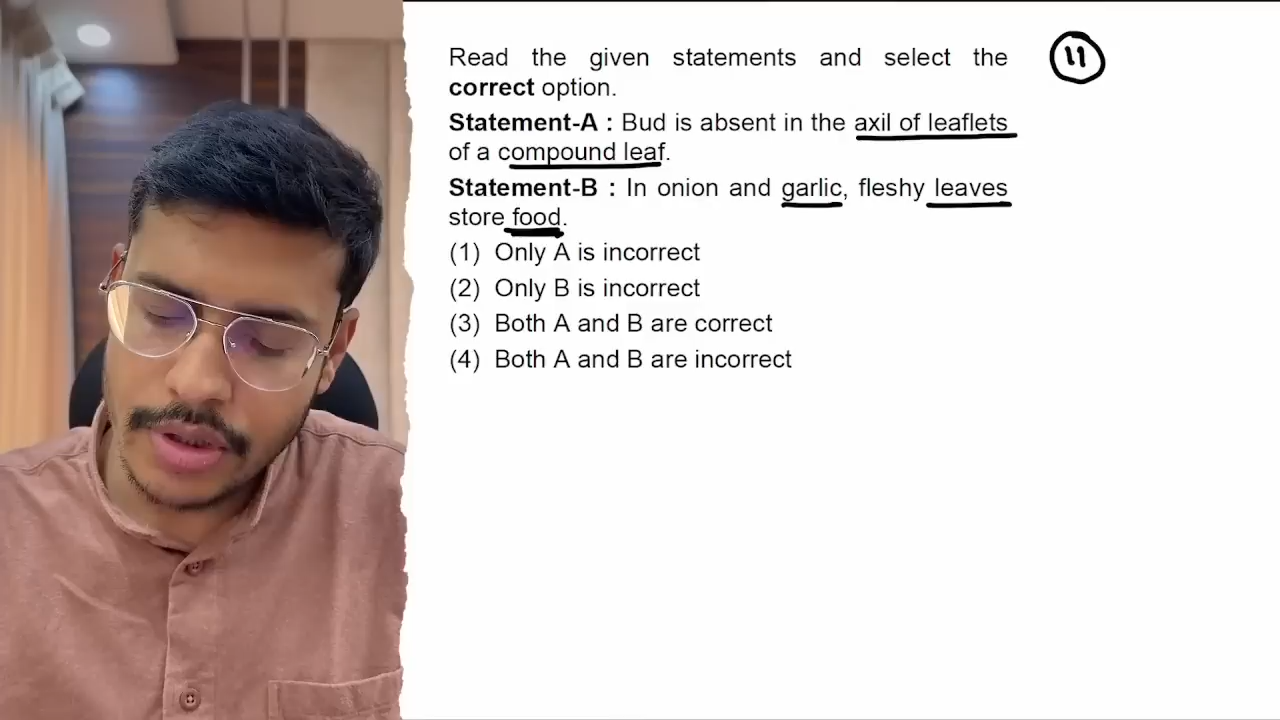 Read the given statements and select the
correct option.
Statement-A : Bud is absent in the axil of leaflets
of a compound leaf.
Statement-B : In onion and garlic, fleshy leaves
store food.
(1) Only A is incorrect
(2) Only B is incorrect
(3) Both A and B are correct
(4) Both A and B are incorrect
11